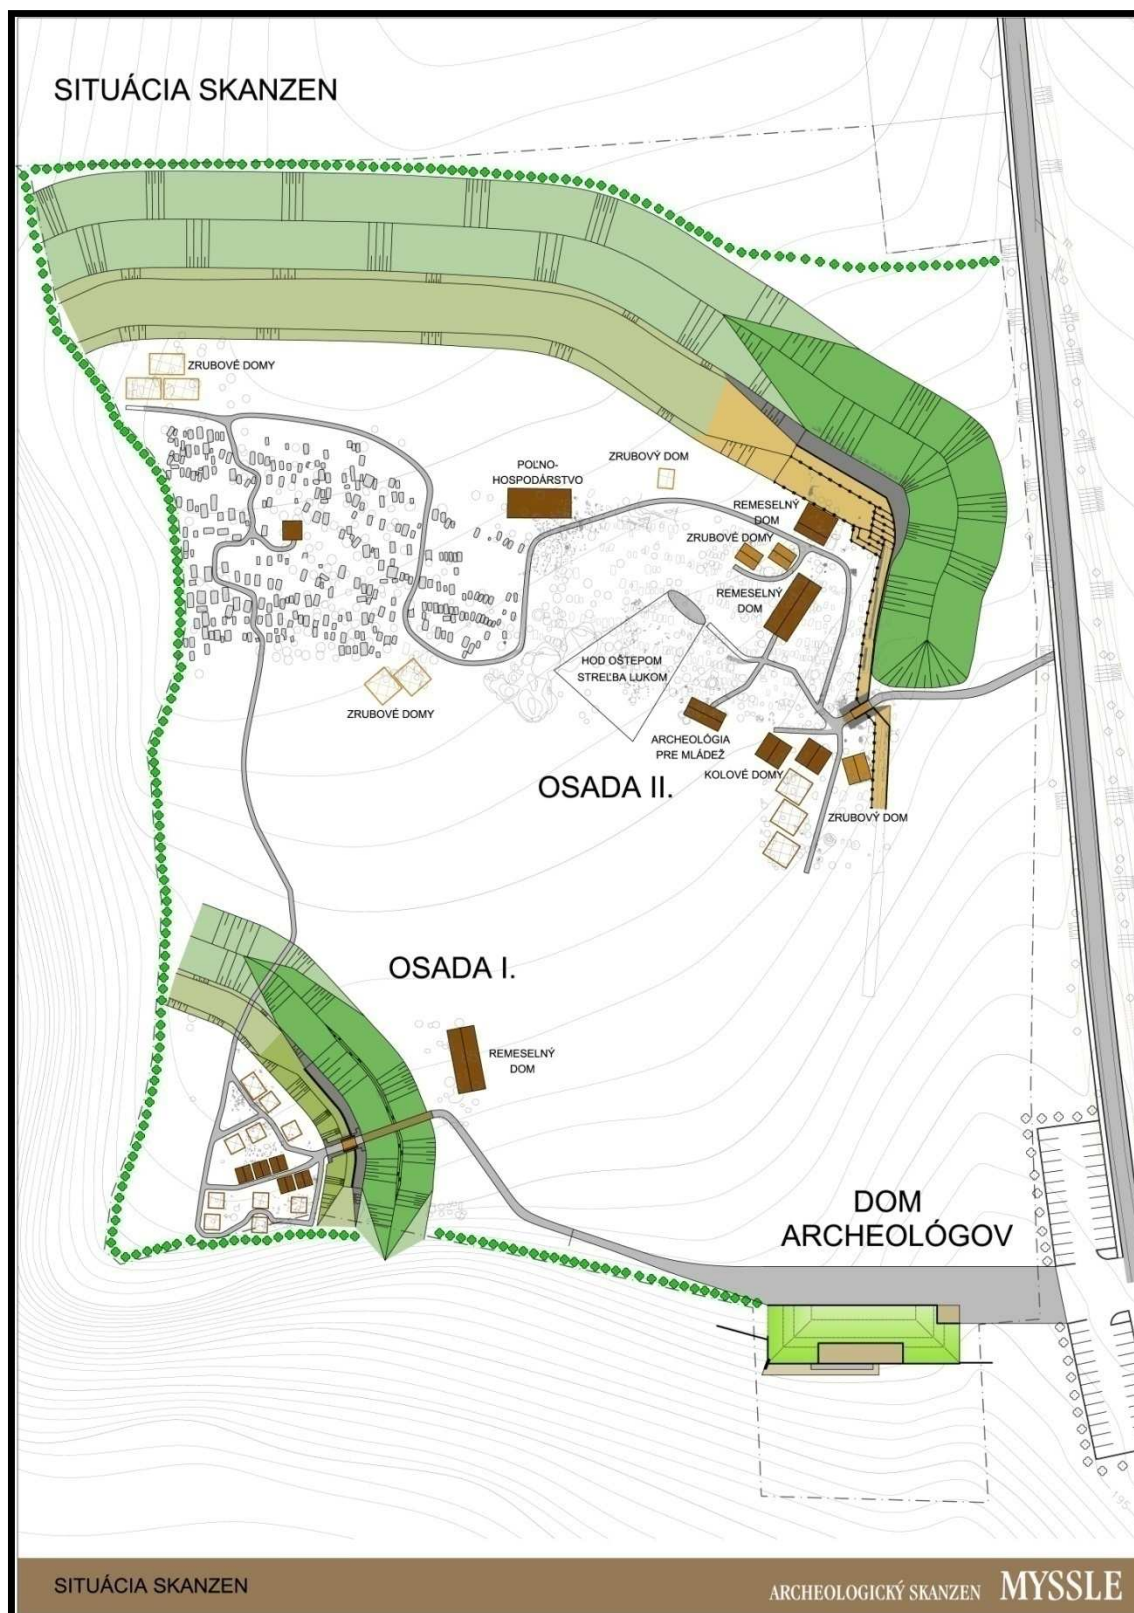 SITUÁCIA SKANZEN
ZRUBOVÉ DOMY
POĽNO-
HOSPODÁRSTVO
ZRUBOVÝ DOM
REMESELNÝ
DOM
ZRUBOVÉ DOMY
REMESELNÝ
DOM
HOD OŠTEPOM
STREĽBA LUKOM
ZRUBOVÉ DOMY
ARCHEOLÓGIA
PRE MLÁDEŽ
KOLOVÉ DOMY
OSADA II.
ZRUBOVÝ DOM
OSADA I.
REMESELNÝ
DOM
DOM
ARCHEOLÓGOV
195
SITUÁCIA SKANZEN
ARCHEOLOGICKÝ SKANZEN MYSSLE